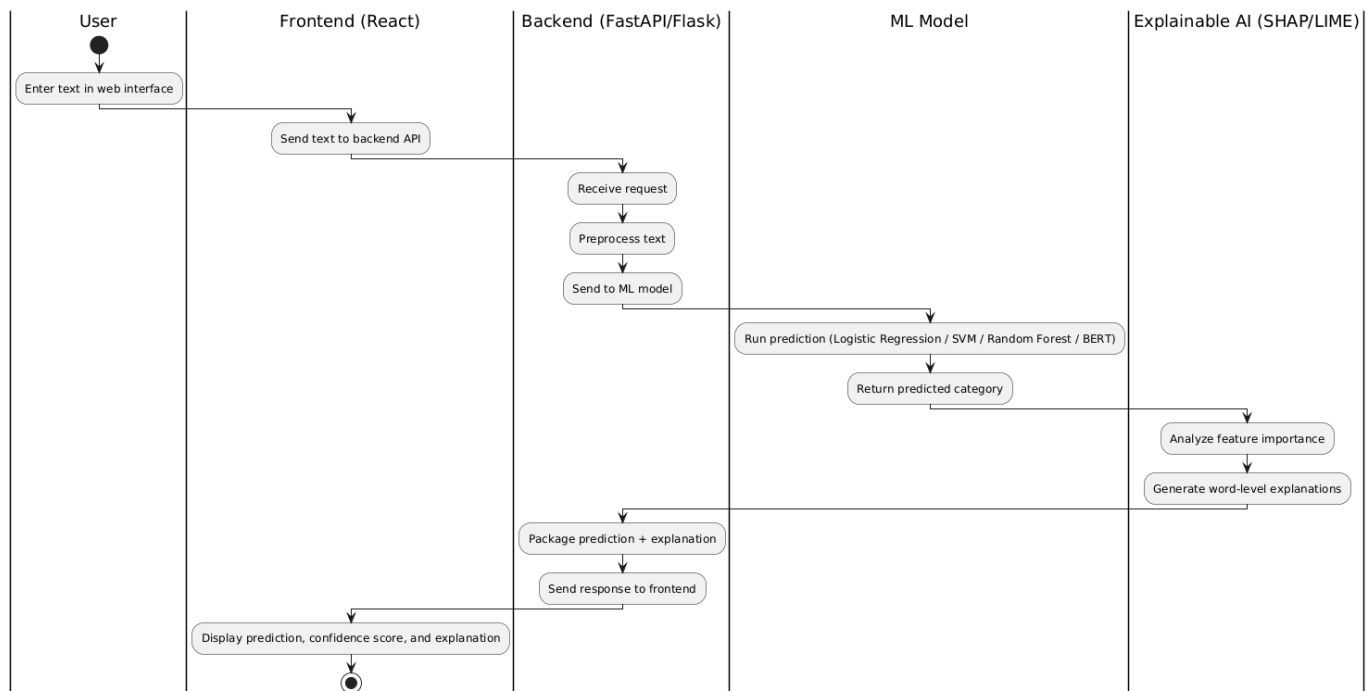 User
Frontend (React)
Backend (FastAPI/Flask)
ML Model
Explainable AI (SHAP/LIME)
Enter text in web interface
Send text to backend API
Receive request
Preprocess text
Send to ML model
Run prediction (Logistic Regression / SVM / Random Forest / BERT)
Return predicted category
Analyze feature importance
Generate word-level explanations
Package prediction + explanation
Send response to frontend
Display prediction, confidence score, and explanation